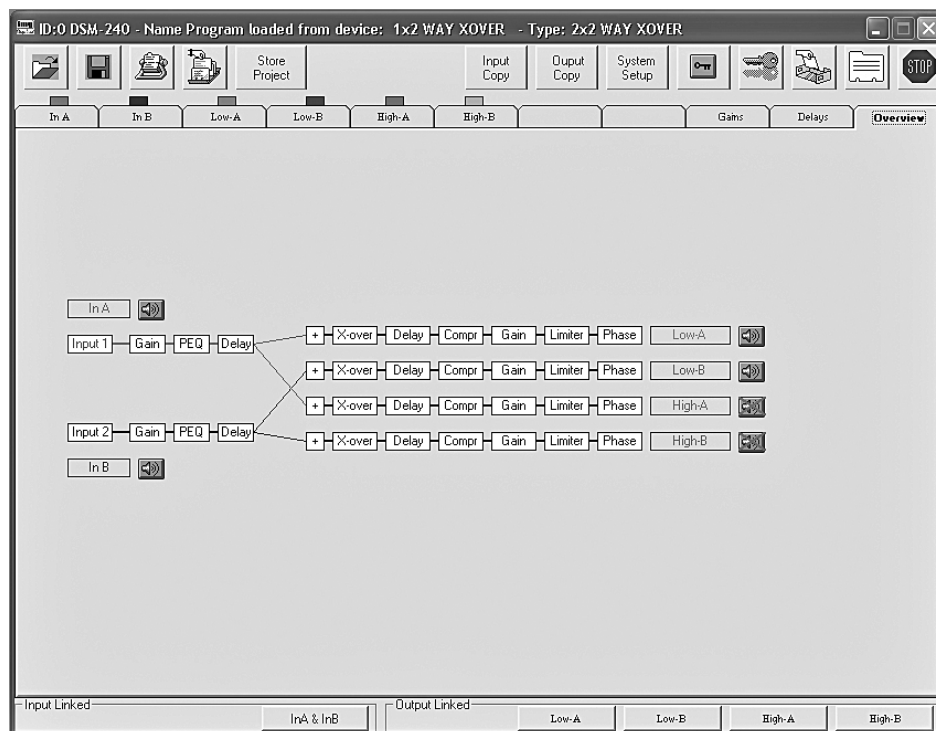 ID:0 DSM-240 - Name Program loaded from device: 1x2 WAY XOVER - Type: 2x2 WAY XOVER
Store Project
Input Copy
Ouput Copy
System Setup
STOP
In A In B Low-A Low-B High-A High-B Gains Delays Overview
In A
Input 1 Gain PEQ Delay
+ X-over Delay Compr Gain Limiter Phase Low-A
+ X-over Delay Compr Gain Limiter Phase Low-B
+ X-over Delay Compr Gain Limiter Phase High-A
+ X-over Delay Compr Gain Limiter Phase High-B
Input 2 Gain PEQ Delay
In B
Input Linked
InA & InB
Output Linked
Low-A Low-B High-A High-B